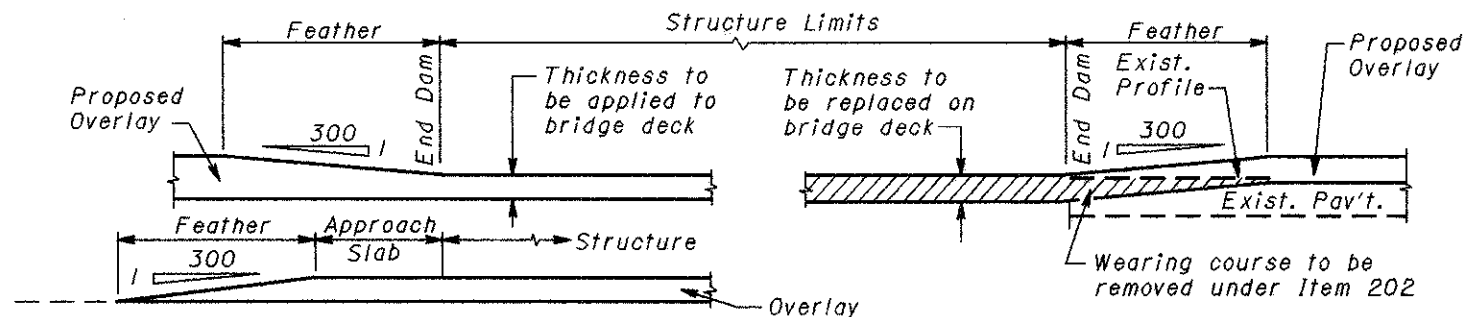 Structure Limits
Feather
Feather
Proposed
Overlay
300
1
End Dam
Thickness to
be applied to
bridge deck
Thickness to
be replaced on
bridge deck
End Dam
Exist.
Profile
300
1
Proposed
Overlay
Exist. Pav't.
Feather
Approach
Slab
Structure
300
1
Overlay
Wearing course to be
removed under Item 202